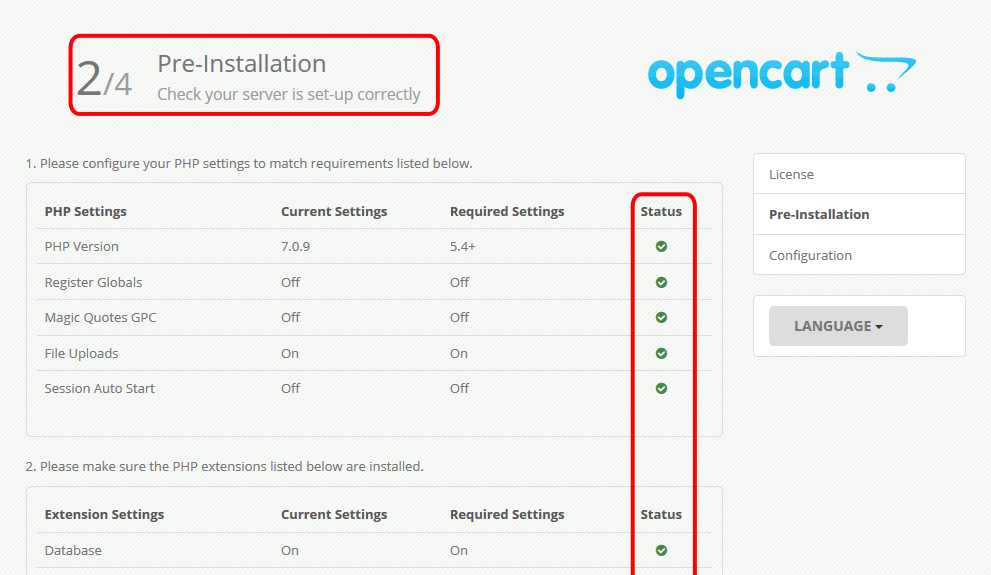 2/4 Pre-Installation
Check your server is set-up correctly
opencart
1. Please configure your PHP settings to match requirements listed below.
PHP Settings Current Settings Required Settings Status
PHP Version 7.0.9 5.4+
Register Globals Off Off
Magic Quotes GPC Off Off
File Uploads On On
Session Auto Start Off Off
License
Pre-Installation
Configuration
LANGUAGE
2. Please make sure the PHP extensions listed below are installed.
Extension Settings Current Settings Required Settings Status
Database On On